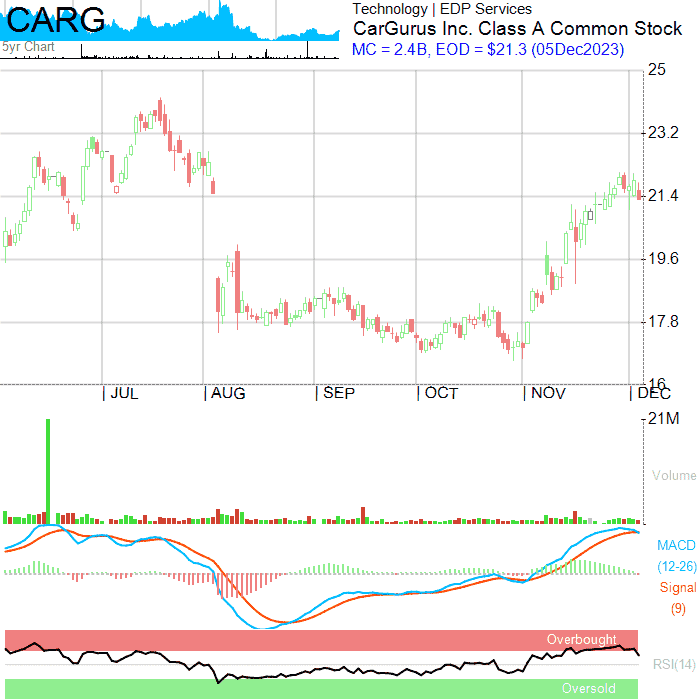 CARG
5yr Chart
Technology | EDP Services
CarGurus Inc. Class A Common Stock
MC = 2.4B, EOD = $21.3 (05Dec2023)
25
23.2
21.4
19.6
17.8
16
| JUL | AUG | SEP | OCT | NOV | DEC
21M
Volume
MACD
(12-26)
Signal
(9)
Overbought
RSI(14)
Oversold